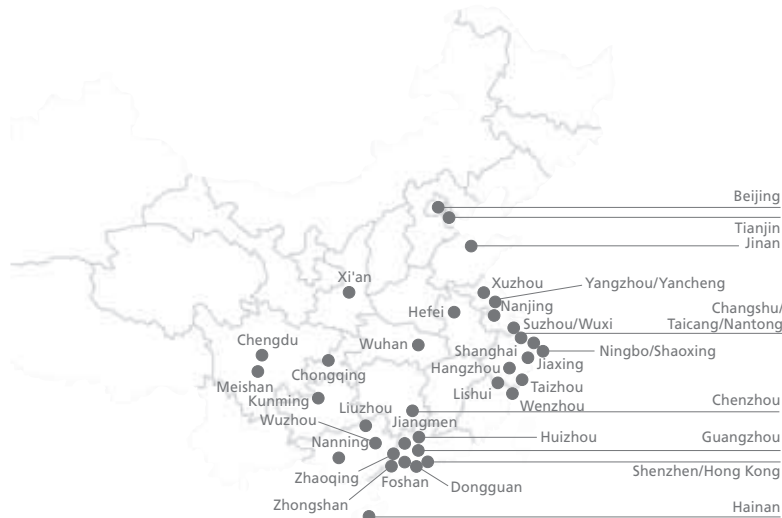 Beijing
Tianjin
Jinan
Xi'an
Xuzhou
Yangzhou/Yancheng
Hefei
Nanjing
Changshu/
Taicang/Nantong
Suzhou/Wuxi
Wuhan
Shanghai
Ningbo/Shaoxing
Chengdu
Chongqing
Hangzhou
Jiaxing
Meishan
Lishui
Taizhou
Kunming
Wenzhou
Chenzhou
Liuzhou
Jiangmen
Wuzhou
Huizhou
Guangzhou
Nanning
Zhaoqing
Foshan
Shenzhen/Hong Kong
Dongguan
Zhongshan
Hainan